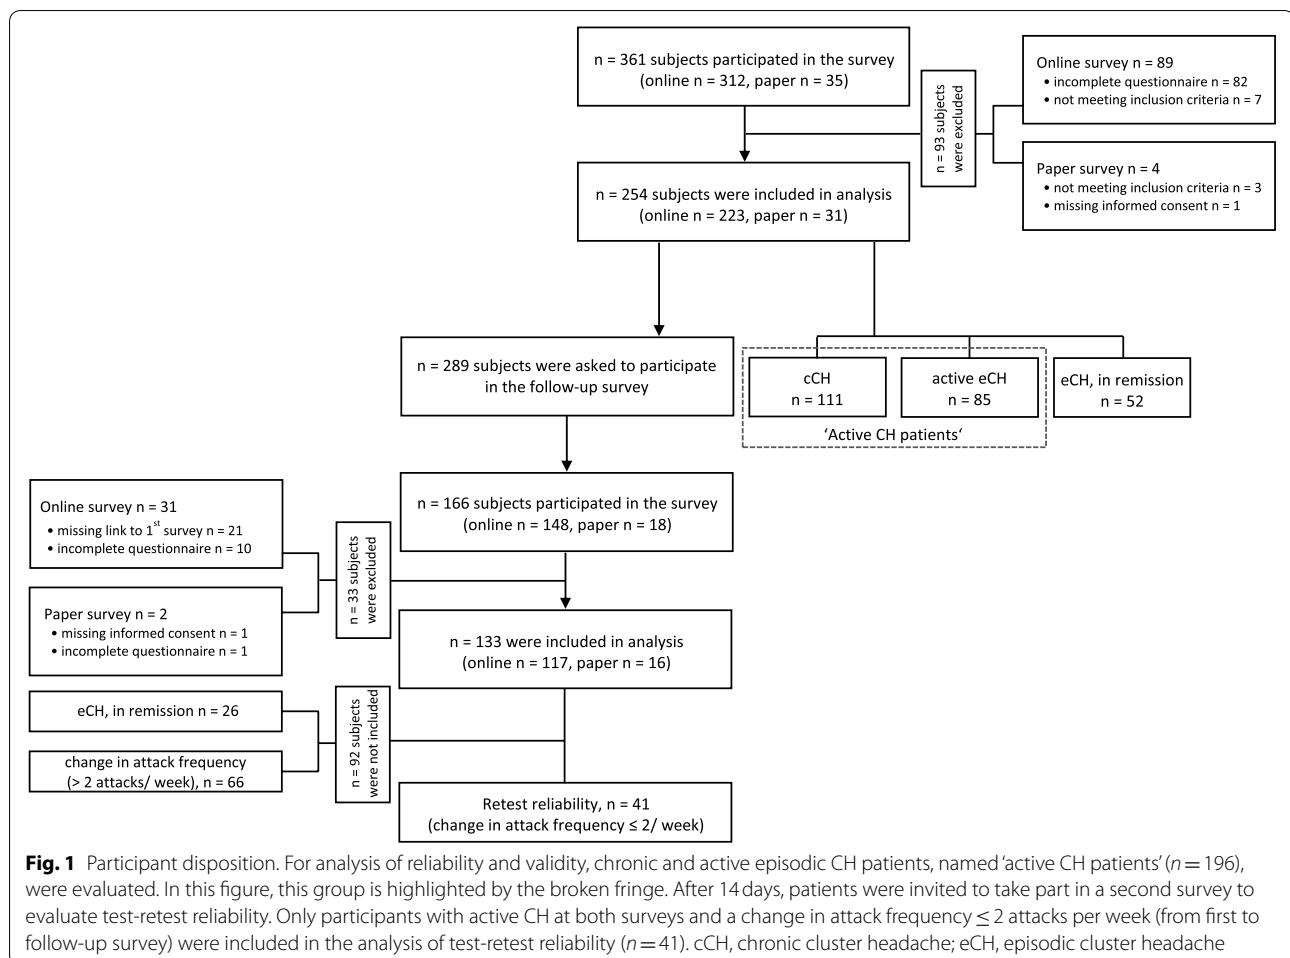 n = 361 subjects participated in the survey
(online n = 312, paper n = 35)
n = 93 subjects
were excluded
Online survey n = 89
• incomplete questionnaire n = 82
• not meeting inclusion criteria n = 7
Paper survey n = 4
• not meeting inclusion criteria n = 3
• missing informed consent n = 1
n = 254 subjects were included in analysis
(online n = 223, paper n = 31)
n = 289 subjects were asked to participate
in the follow-up survey
cCH
n = 111
active eCH
n = 85
eCH, in remission
n = 52
‘Active CH patients‘
n = 166 subjects participated in the survey
(online n = 148, paper n = 18)
Online survey n = 31
• missing link to 1st survey n = 21
• incomplete questionnaire n = 10
n = 33 subjects
were excluded
Paper survey n = 2
• missing informed consent n = 1
• incomplete questionnaire n = 1
n = 133 were included in analysis
(online n = 117, paper n = 16)
eCH, in remission n = 26
n = 92 subjects
were not included
change in attack frequency
(> 2 attacks/ week), n = 66
Retest reliability, n = 41
(change in attack frequency ≤ 2/ week)
Fig. 1 Participant disposition. For analysis of reliability and validity, chronic and active episodic CH patients, named ‘active CH patients’ (n = 196),
were evaluated. In this figure, this group is highlighted by the broken fringe. After 14 days, patients were invited to take part in a second survey to
evaluate test-retest reliability. Only participants with active CH at both surveys and a change in attack frequency ≤ 2 attacks per week (from first to
follow-up survey) were included in the analysis of test-retest reliability (n = 41). cCH, chronic cluster headache; eCH, episodic cluster headache